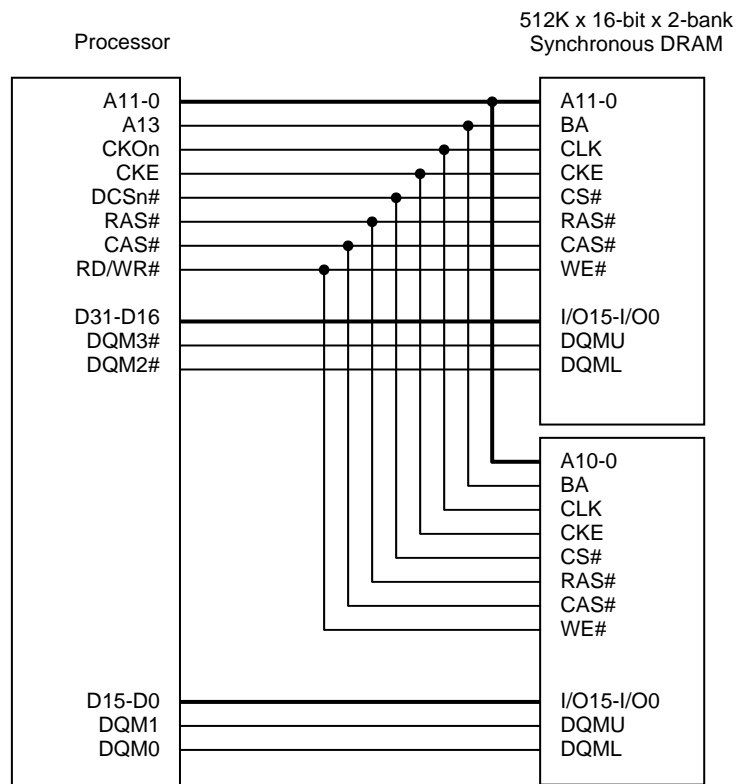 512K x 16-bit x 2-bank
Processor
Synchronous DRAM
A11-0
A13
CKOn
CKE
DCSn#
RAS#
CAS#
RD/WR#
D31-D16
DQM3#
DQM2#
A11-0
BA
CLK
CKE
CS#
RAS#
CAS#
WE#
I/O15-I/O0
DQMU
DQML
A10-0
BA
CLK
CKE
CS#
RAS#
CAS#
WE#
D15-D0
DQM1
DQM0
I/O15-I/O0
DQMU
DQML